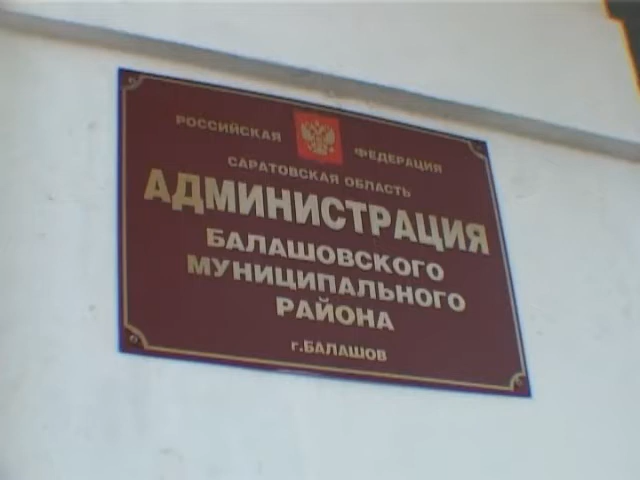 РОССИЙСКАЯ ФЕДЕРАЦИЯ
САРАТОВСКАЯ ОБЛАСТЬ
АДМИНИСТРАЦИЯ
БАЛАШОВСКОГО
МУНИЦИПАЛЬНОГО
РАЙОНА
г.БАЛАШОВ